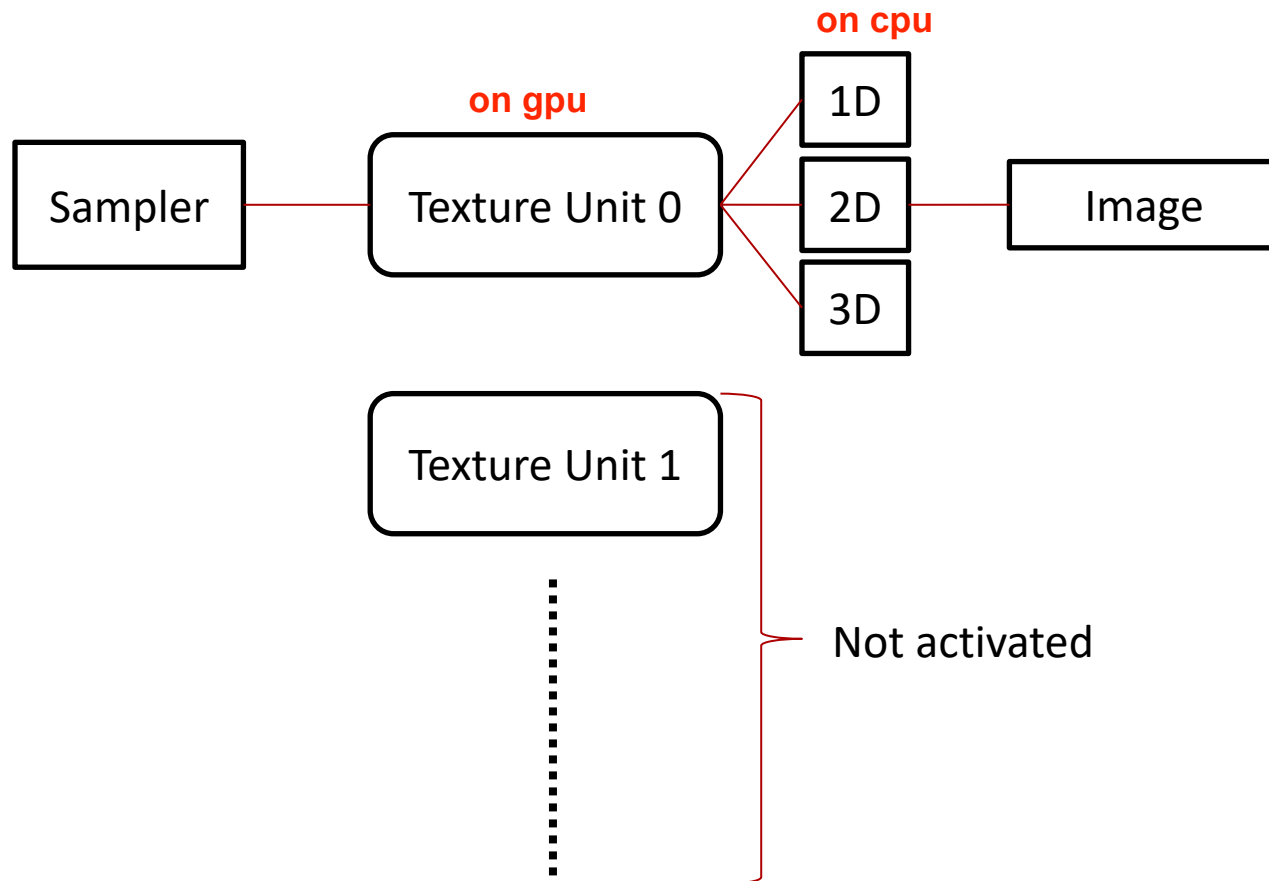 on cpu
on gpu
1D
Sampler
Texture Unit 0
2D
Image
3D
Texture Unit 1
Not activated